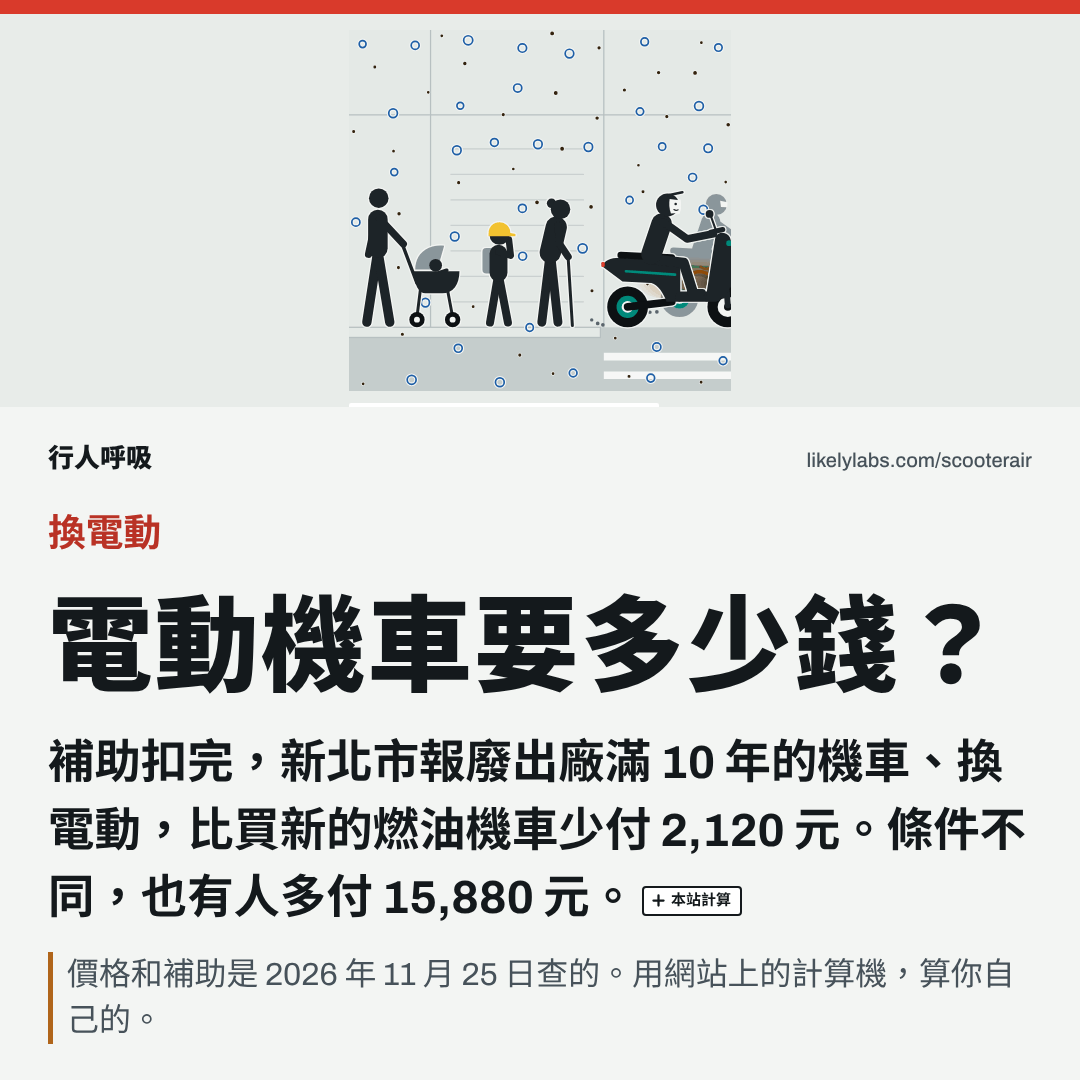 行人呼吸
likelylabs.com/scooterair
換電動
電動機車要多少錢？
補助扣完，新北市報廢出廠滿 10 年的機車、換
電動，比買新的燃油機車少付 2,120 元。條件不
同，也有人多付 15,880 元。 + 本站計算
價格和補助是 2026 年 11 月 25 日查的。用網站上的計算機，算你自
己的。